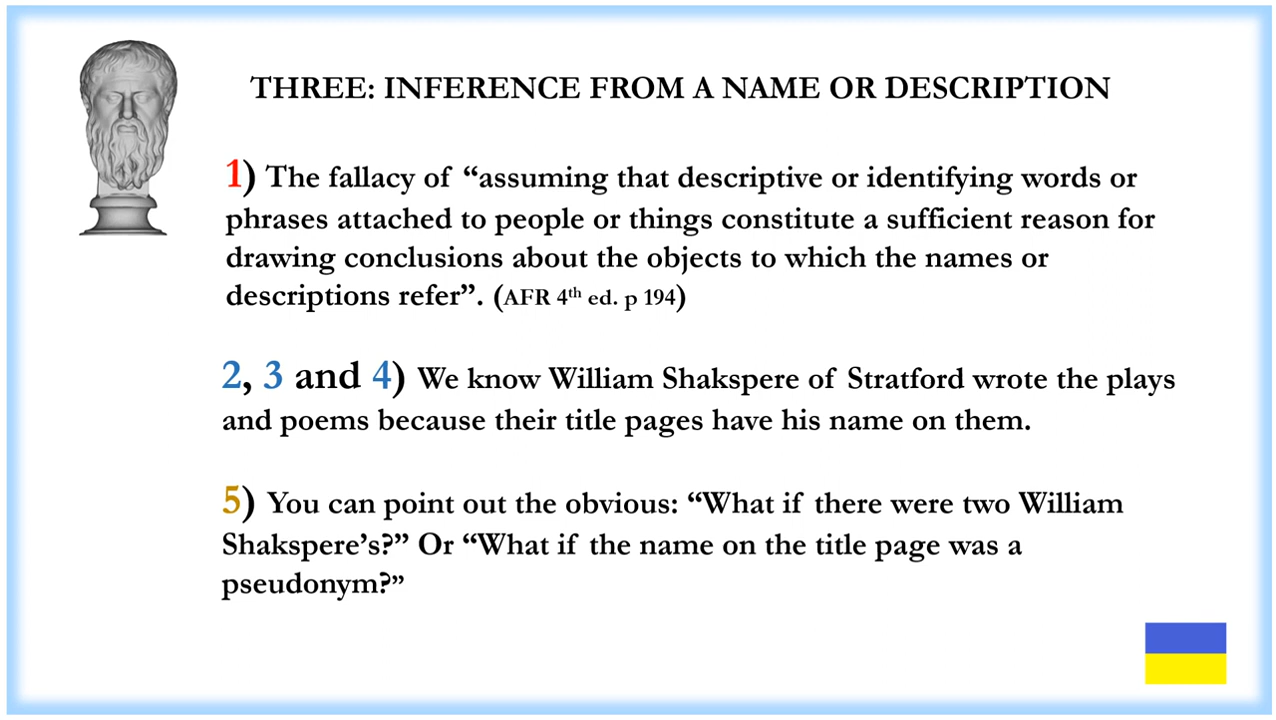 THREE: INFERENCE FROM A NAME OR DESCRIPTION
1) The fallacy of “assuming that descriptive or identifying words or
phrases attached to people or things constitute a sufficient reason for
drawing conclusions about the objects to which the names or
descriptions refer”. (AFR 4th ed. p 194)
2, 3 and 4) We know William Shakspere of Stratford wrote the plays
and poems because their title pages have his name on them.
5) You can point out the obvious: “What if there were two William
Shakspere’s?” Or “What if the name on the title page was a
pseudonym?”